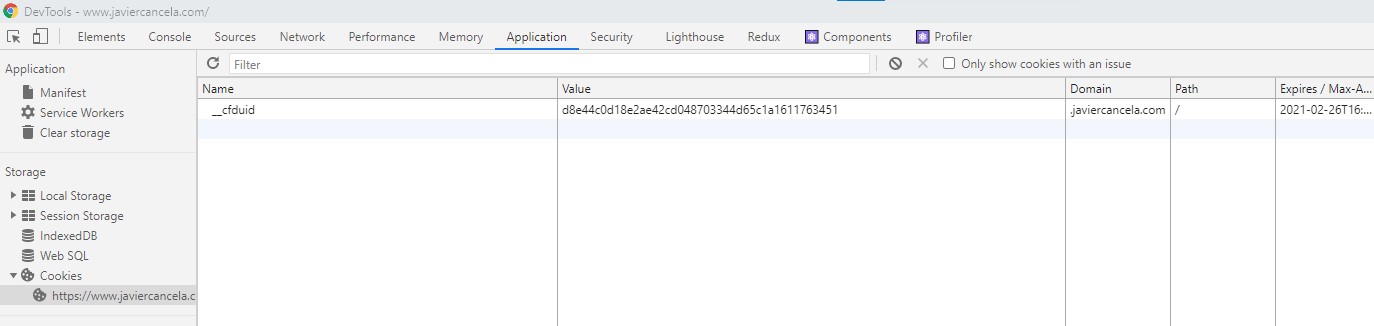 DevTools - www.javiercancela.com/
Elements Console Sources Network Performance Memory Application Security Lighthouse Redux Components Profiler
Application
Manifest
Service Workers
Clear storage
Storage
Local Storage
Session Storage
IndexedDB
Web SQL
Cookies
https://www.javiercancela.c
Filter Only show cookies with an issue
Name Value Domain Path Expires / Max-A...
__cfduid d8e44c0d18e2ae42cd048703344d65c1a1611763451 .javiercancela.com / 2021-02-26T16:...